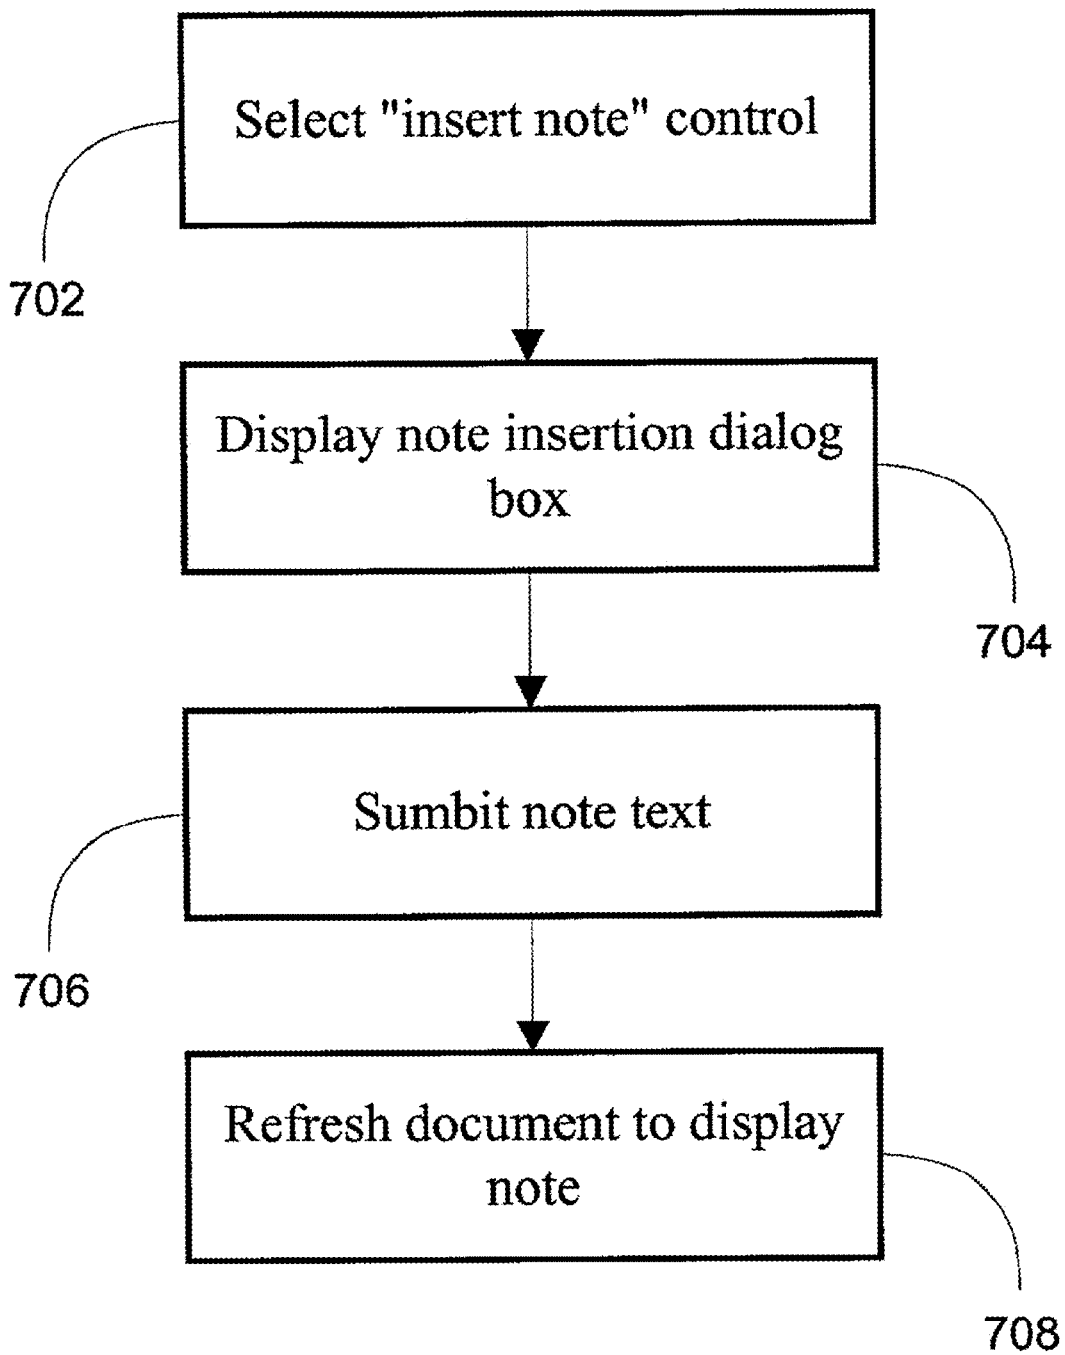 Select "insert note" control
702
Display note insertion dialog
box
704
Sumbit note text
706
Refresh document to display
note
708